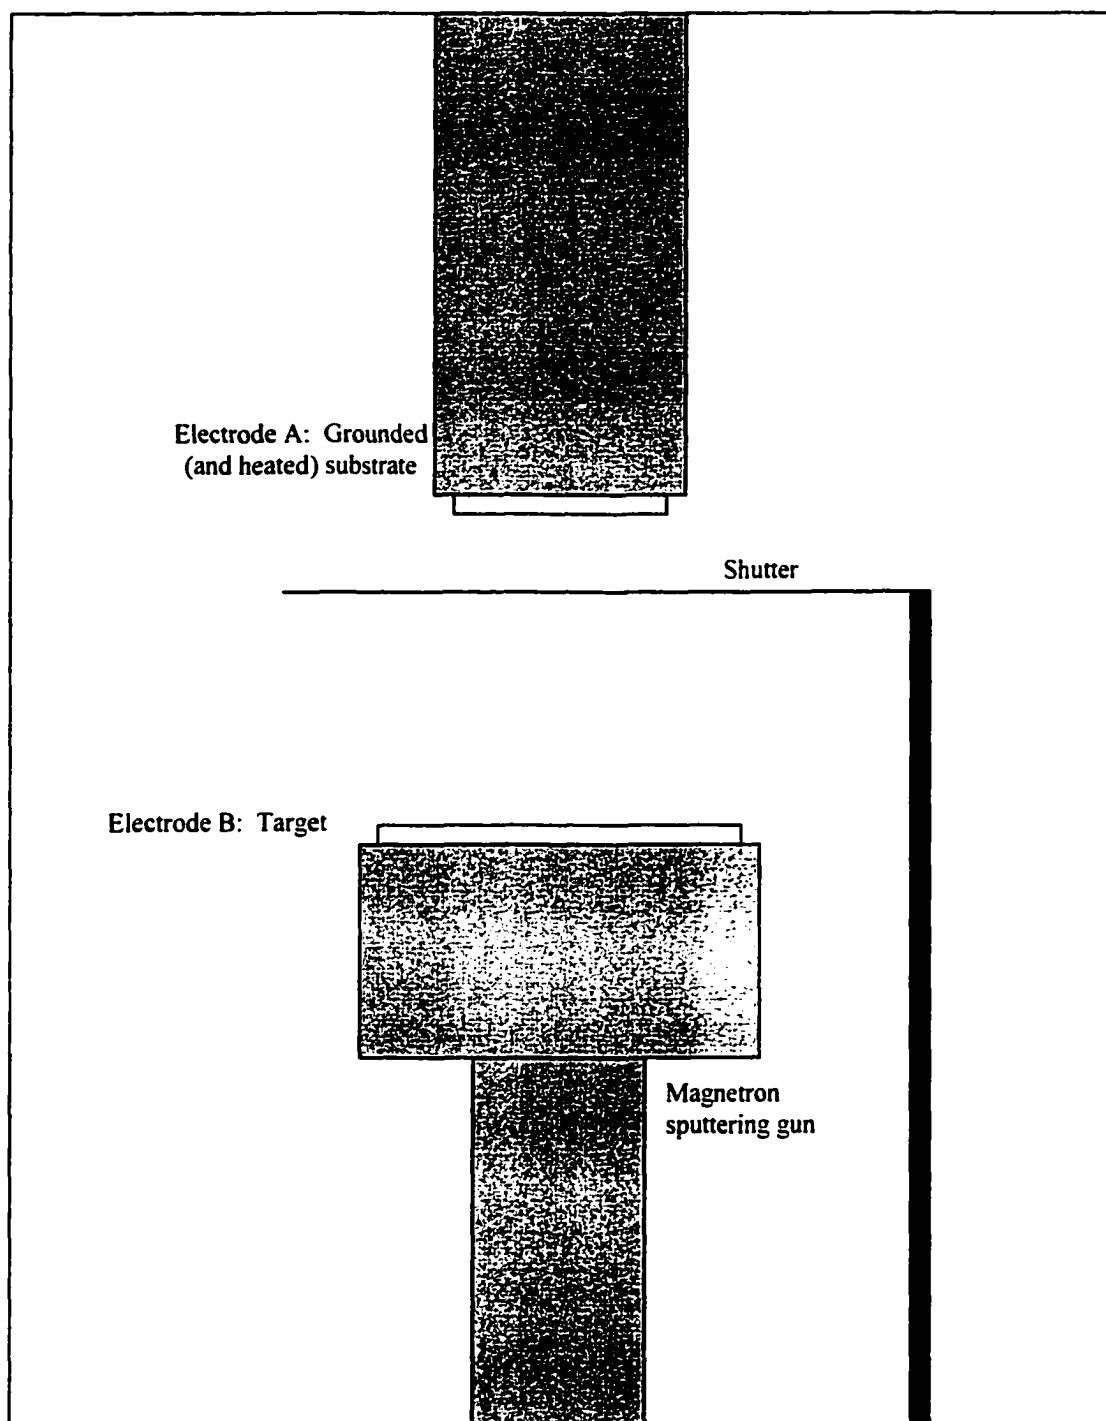 Electrode A: Grounded
(and heated) substrate
Shutter
Electrode B: Target
Magnetron
sputtering gun